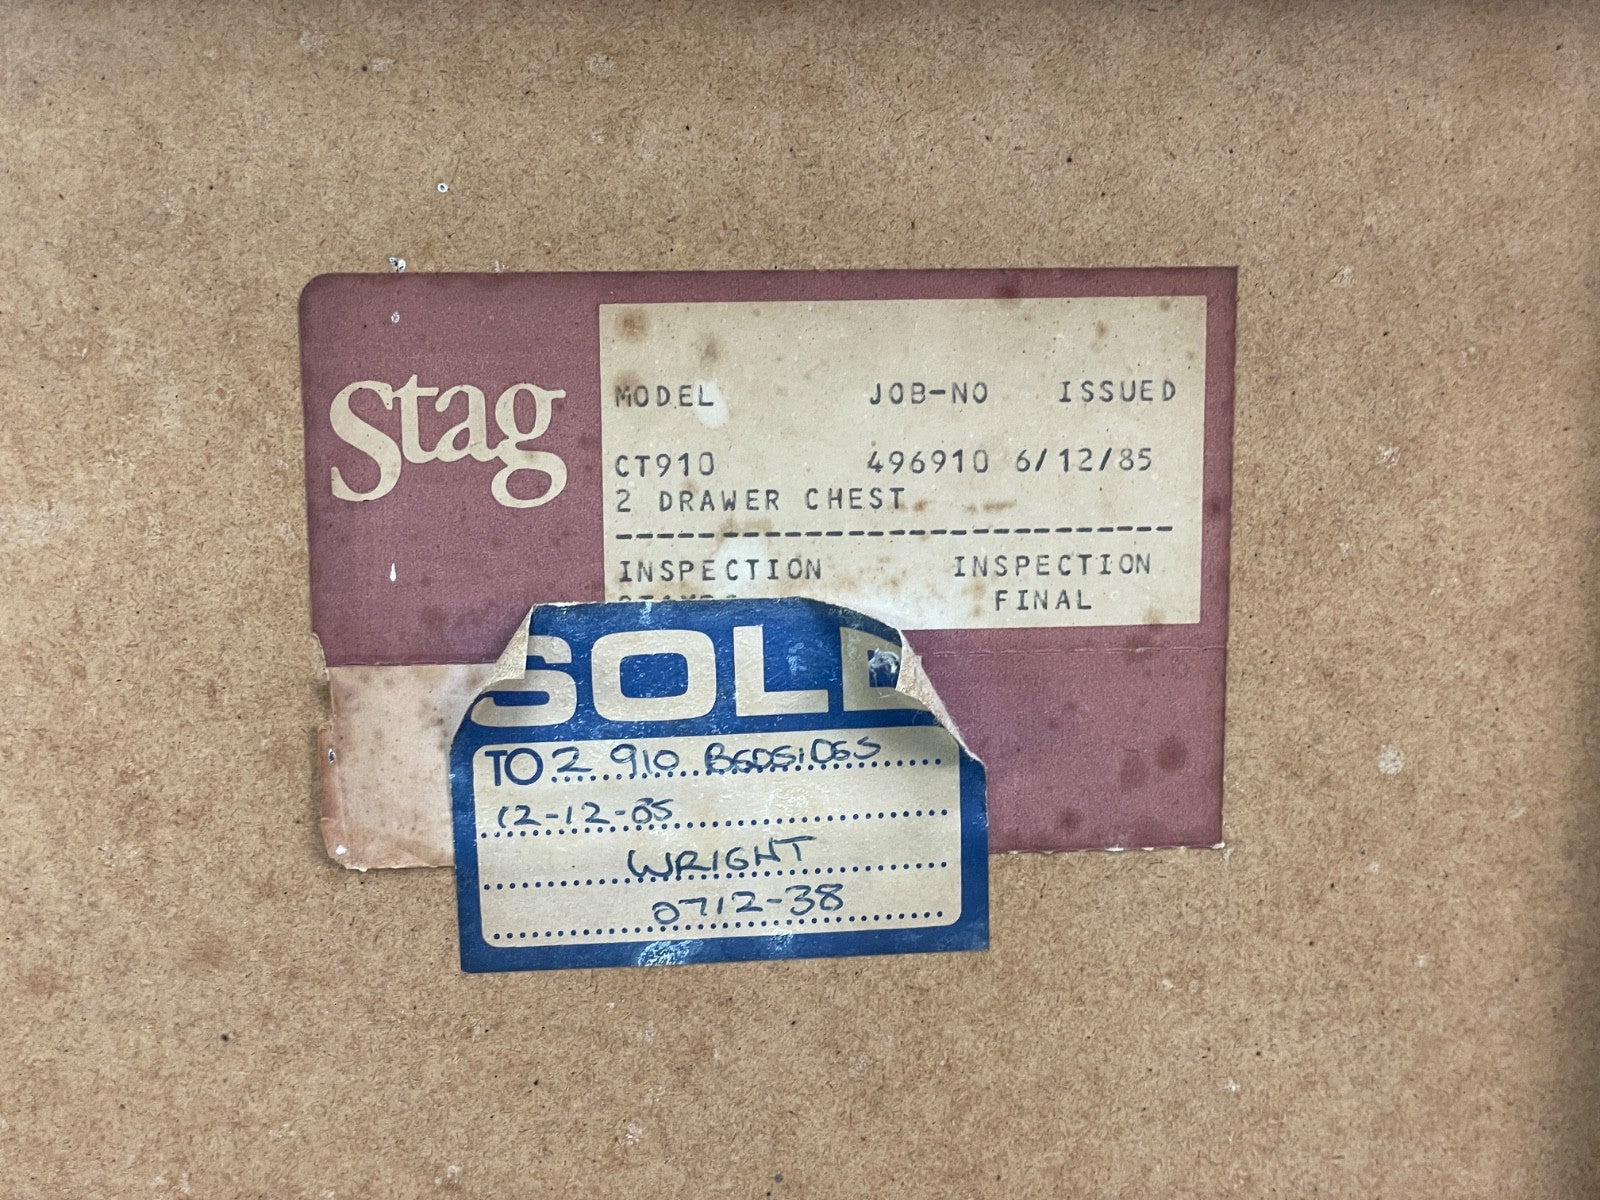 Stag
MODEL JOB-NO ISSUED
CT910 496910 6/12/85
2 DRAWER CHEST
--------------------------
INSPECTION INSPECTION
STAMPS FINAL
SOLD
TO 2 910 BEDSIDES
12-12-85
WRIGHT
0712-38